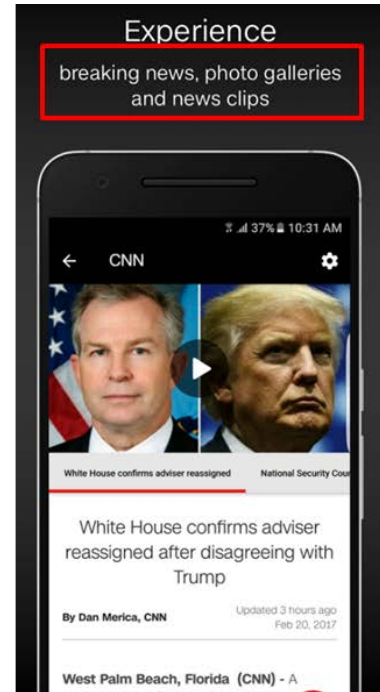 Experience
breaking news, photo galleries
and news clips
37% 10:31 AM
CNN
White House confirms adviser reassigned
National Security Cour
White House confirms adviser
reassigned after disagreeing with
Trump
By Dan Merica, CNN
Updated 3 hours ago
Feb 20, 2017
West Palm Beach, Florida (CNN) - A